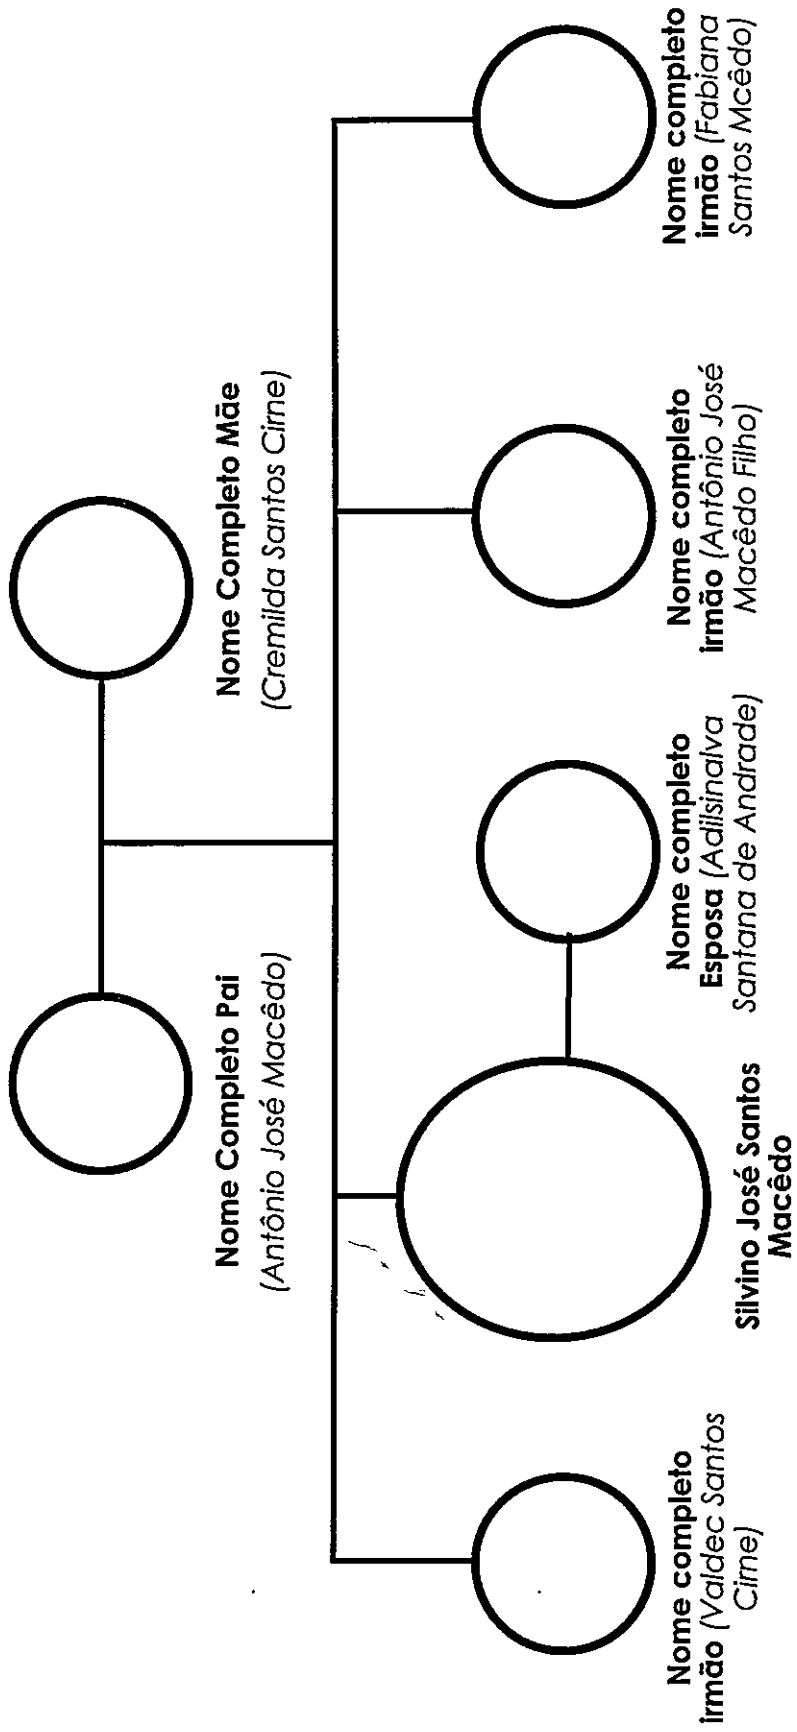 Nome Completo Pai
(Antônio José Macêdo)
Nome Completo Mãe
(Cremilda Santos Cirne)
Nome completo
irmão (Valdec Santos
Cirne)
Silvino José Santos
Macêdo
Nome completo
Esposa (Adilsinalva
Santana de Andrade)
Nome completo
irmão (Antônio José
Macêdo Filho)
Nome completo
irmão (Fabiana
Santos Mcêdo)